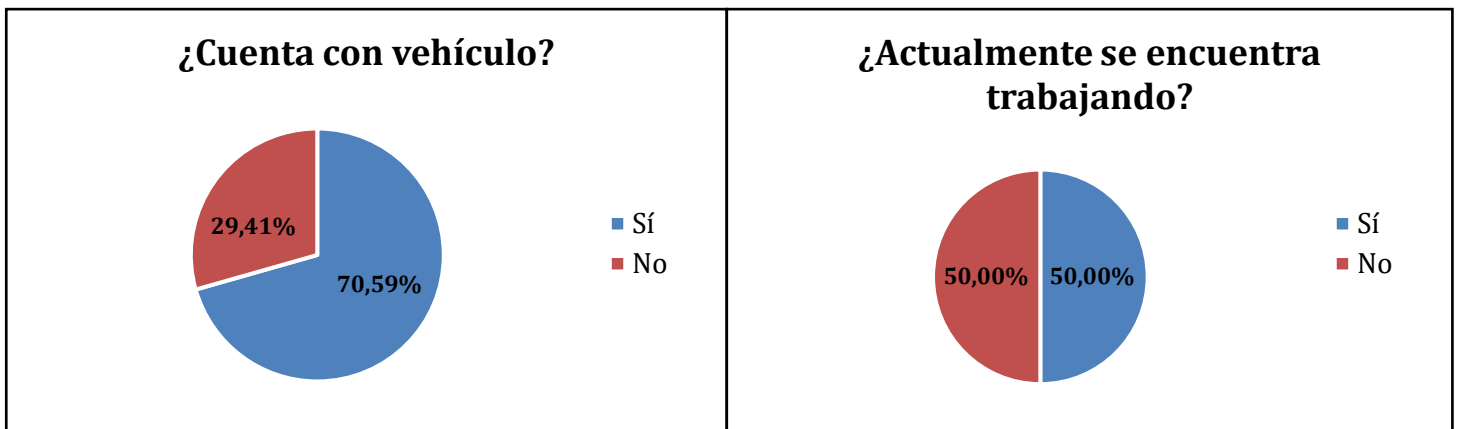 ¿Cuenta con vehículo?
29,41%
70,59%
Sí
No
¿Actualmente se encuentra
trabajando?
50,00%
50,00%
Sí
No